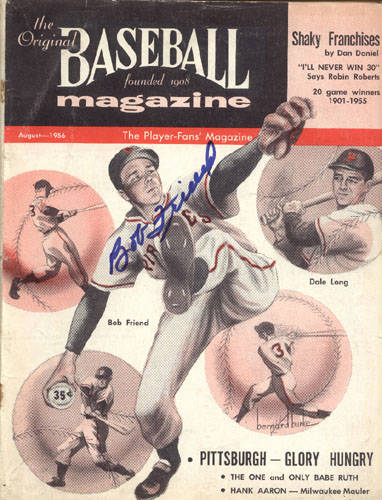 the
Original
BASEBALL
founded 1908
magazine
Shaky Franchises
by Dan Daniel
"I'LL NEVER WIN 30"
Says Robin Roberts
20 game winners
1901-1955
August—1956
The Player-Fans' Magazine
Bob Friend
Bob Friend
Dale Long
35¢
• PITTSBURGH — GLORY HUNGRY
• THE ONE and ONLY BABE RUTH
• HANK AARON — Milwaukee Mauler